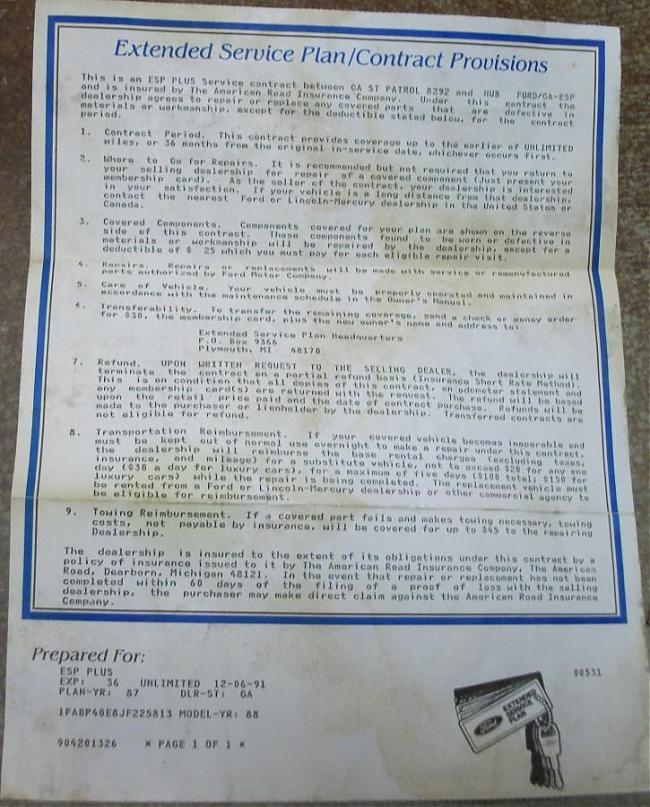 Extended Service Plan/Contract Provisions
This is an ESP PLUS Service contract between GA ST PATROL 8292 and HUB FORD/GA-ESP
and is insured by The American Road Insurance Company. Under this contract the
dealership agrees to repair or replace any covered parts that are defective in
materials or workmanship, except for the deductible stated below, for the contract
period.
1. Contract Period. This contract provides coverage up to the earlier of UNLIMITED
miles, or 36 months from the original in-service date, whichever occurs first.
2. Where to Go for Repairs. It is recommended but not required that you return to
your selling dealership for repair of a covered component (Just present your
membership card). As the seller of the contract, your dealership is interested
in your satisfaction. If your vehicle is a long distance from that dealership,
contact the nearest Ford or Lincoln-Mercury dealership in the United States or
Canada.
3. Covered Components. Components covered for your plan are shown on the reverse
side of this contract. Those components found to be worn or defective in
materials or workmanship will be repaired by the dealership, except for a
deductible of $ 25 which you must pay for each eligible repair visit.
4. Repairs. Repairs or replacements will be made with service or remanufactured
parts authorized by Ford Motor Company.
5. Care of Vehicle. Your vehicle must be properly operated and maintained in
accordance with the maintenance schedule in the Owner's Manual.
6. Transferability. To transfer the remaining coverage, send a check or money order
for $30, the membership card, plus the new owner's name and address to:
Extended Service Plan Headquarters
P.O. Box 9366
Plymouth, MI 48170
7. Refund. UPON WRITTEN REQUEST TO THE SELLING DEALER, the dealership will
terminate the contract on a partial refund basis (Insurance Short Rate Method).
This is on condition that all copies of this contract, an odometer statement and
any membership card(s) are returned with the request. The refund will be based
upon the retail price paid and the date of contract purchase. Refunds will be
made to the purchaser or lienholder by the dealership. Transferred contracts are
not eligible for refund.
8. Transportation Reimbursement. If your covered vehicle becomes inoperable and
must be kept out of normal use overnight to make a repair under this contract,
the dealership will reimburse the base rental charges (excluding taxes,
insurance, and mileage) for a substitute vehicle, not to exceed $20 for one
day ($30 a day for luxury cars), for a maximum of five days ($100 total; $150 for
luxury cars) while the repair is being completed. The replacement vehicle must
be rented from a Ford or Lincoln-Mercury dealership or other commercial agency to
be eligible for reimbursement.
9. Towing Reimbursement. If a covered part fails and makes towing necessary, towing
costs, not payable by insurance, will be covered for up to $45 to the repairing
Dealership.
The dealership is insured to the extent of its obligations under this contract by a
policy of insurance issued to it by The American Road Insurance Company, The American
Road, Dearborn, Michigan 48121. In the event that repair or replacement has not been
completed within 60 days of the filing of a proof of loss with the selling
dealership, the purchaser may make direct claim against the American Road Insurance
Company.
Prepared For:
ESP PLUS
EXP: 36 UNLIMITED 12-06-91
PLAN-YR: 87 DLR-ST: GA
1FABP40E8JF225813 MODEL-YR: 88
904201326 * PAGE 1 OF 1 *
00531
Ford
EXTENDED
SERVICE
PLAN